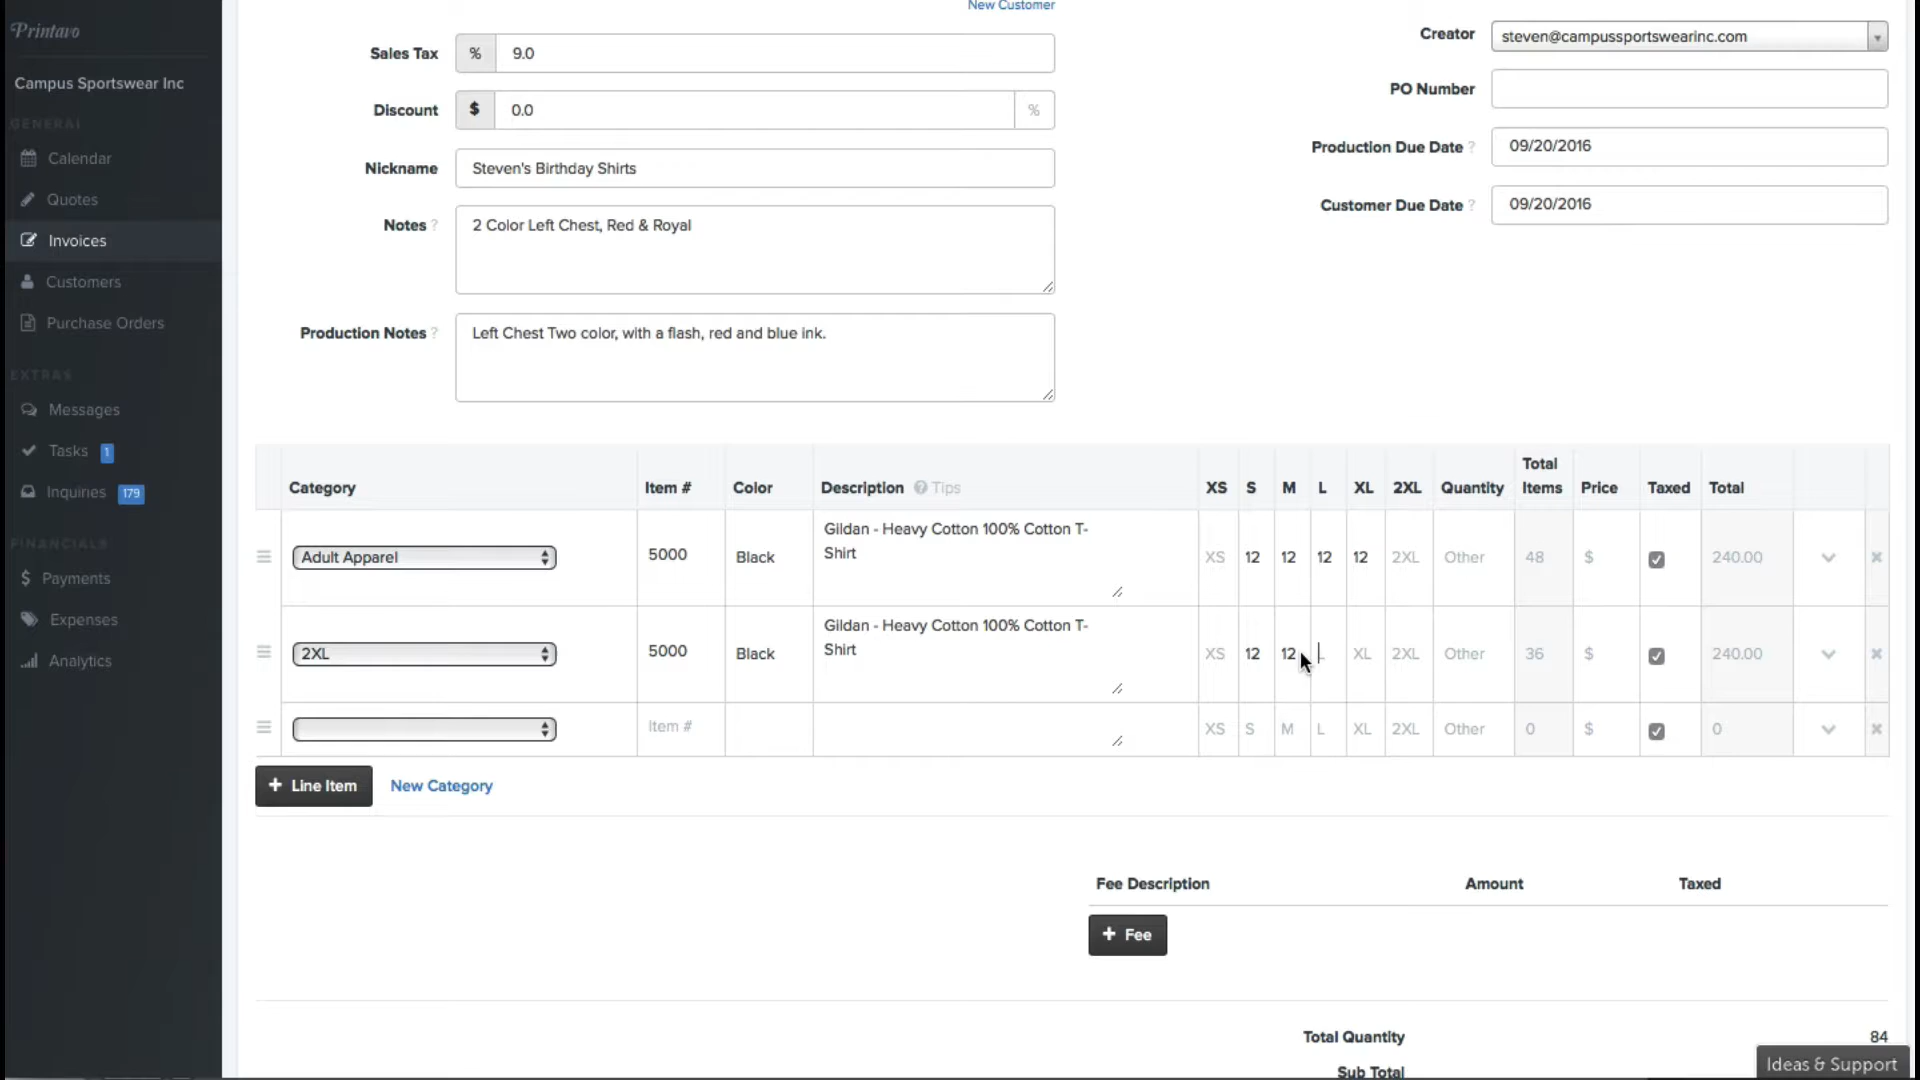 Printavo
Campus Sportswear Inc
GENERAL
Calendar
Quotes
Invoices
Customers
Purchase Orders
EXTRAS
Messages
Tasks 1
Inquiries 179
FINANCIALS
$ Payments
Expenses
Analytics
New Customer
Sales Tax % 9.0
Discount $ 0.0 %
Nickname Steven's Birthday Shirts
Notes ? 2 Color Left Chest, Red & Royal
Production Notes ? Left Chest Two color, with a flash, red and blue ink.
Creator steven@campussportswearinc.com
PO Number
Production Due Date ? 09/20/2016
Customer Due Date ? 09/20/2016
Category Item # Color Description ? Tips XS S M L XL 2XL Quantity Total Items Price Taxed Total
Adult Apparel 5000 Black Gildan - Heavy Cotton 100% Cotton T-
Shirt XS 12 12 12 12 2XL Other 48 $ 240.00
2XL 5000 Black Gildan - Heavy Cotton 100% Cotton T-
Shirt XS 12 12 L XL 2XL Other 36 $ 240.00
Item # XS S M L XL 2XL Other 0 $ 0
+ Line Item New Category
Fee Description Amount Taxed
+ Fee
Total Quantity 84
Sub Total
Ideas & Support